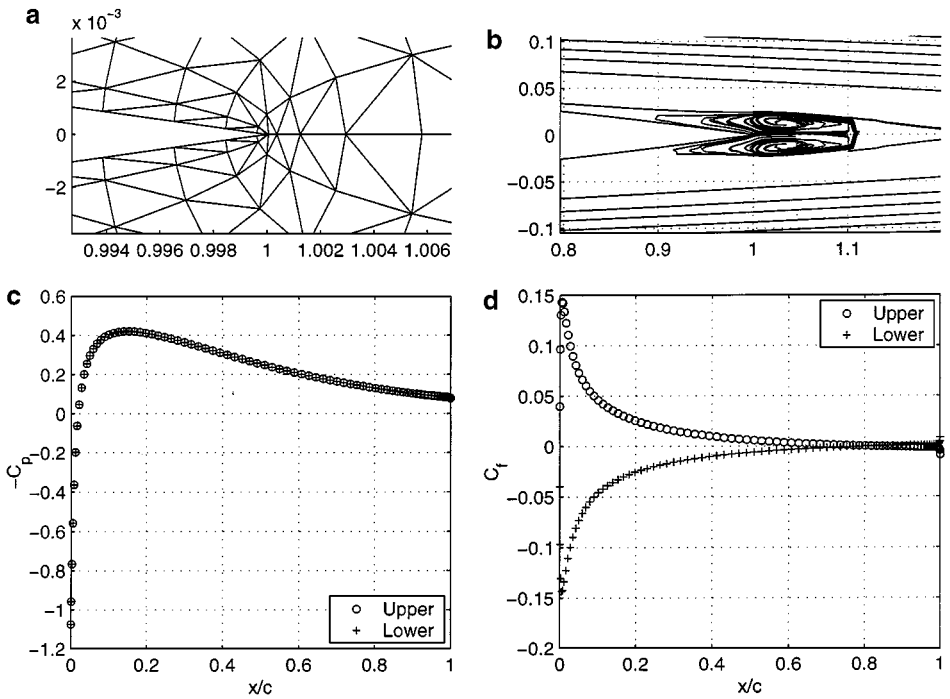 a
x 10⁻³
2
0
−2
0.994 0.996 0.998 1 1.002 1.004 1.006
b
0.1
0.05
0
−0.05
−0.1
0.8 0.9 1 1.1
c
0.6
0.4
0.2
0
−0.2
−0.4
−0.6
−0.8
−1
−1.2
−Cp
0 0.2 0.4 0.6 0.8 1
x/c
Upper
Lower
d
0.15
0.1
0.05
0
−0.05
−0.1
−0.15
−0.2
Cf
0 0.2 0.4 0.6 0.8 1
x/c
Upper
Lower